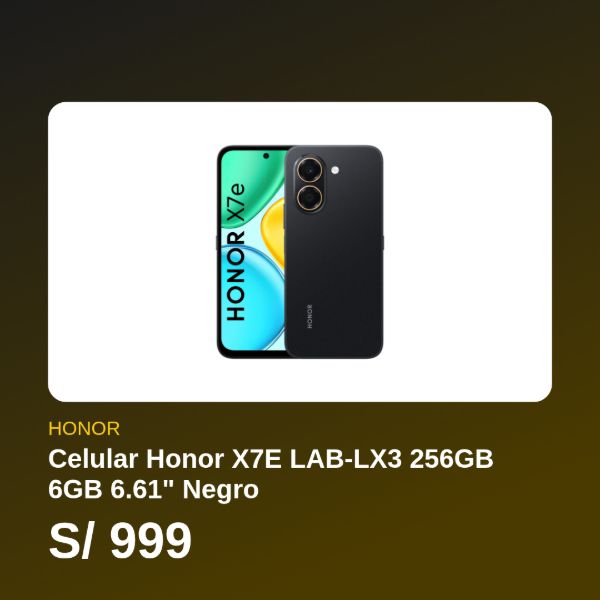 HONOR X7e
HONOR
HONOR
Celular Honor X7E LAB-LX3 256GB
6GB 6.61" Negro
S/ 999